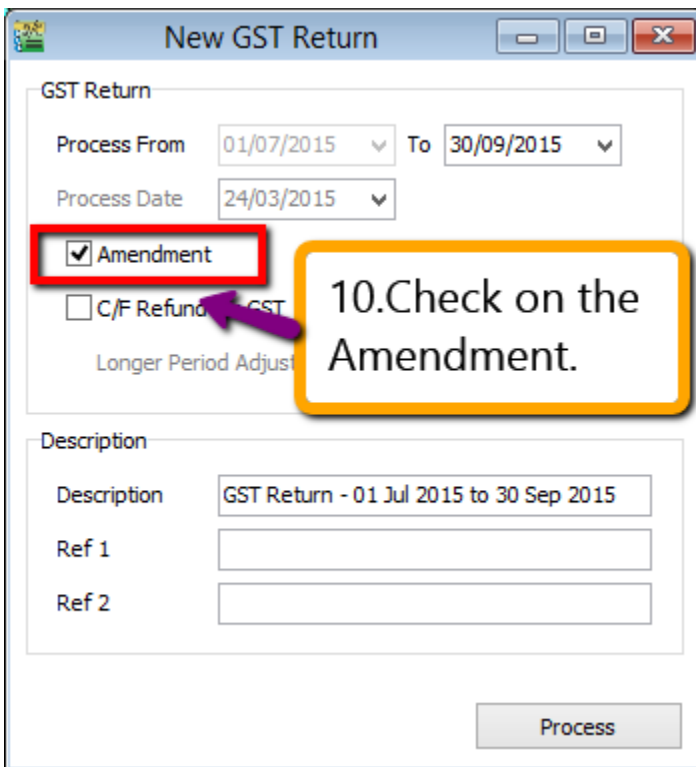 New GST Return
GST Return
Process From 01/07/2015 To 30/09/2015
Process Date 24/03/2015
Amendment
C/F Refund GST
Longer Period Adjust
10.Check on the
Amendment.
Description
Description GST Return - 01 Jul 2015 to 30 Sep 2015
Ref 1
Ref 2
Process